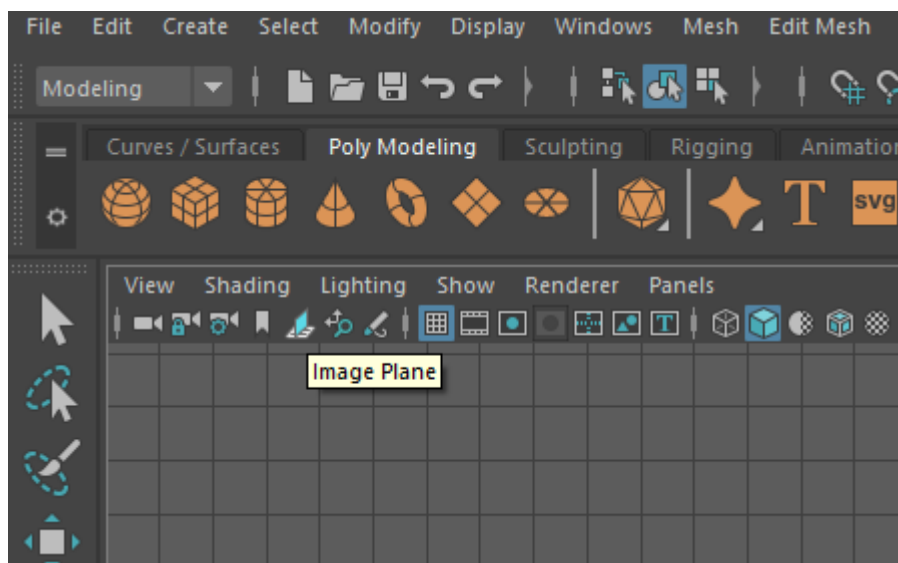 File Edit Create Select Modify Display Windows Mesh Edit Mesh
Modeling
Curves / Surfaces Poly Modeling Sculpting Rigging Animation
T svg
View Shading Lighting Show Renderer Panels
T
Image Plane